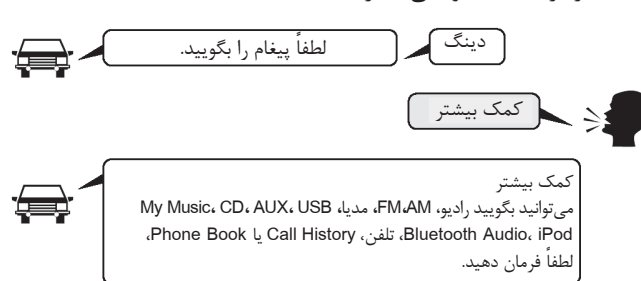 دینگ
لطفاً پیغام را بگویید.
کمک بیشتر
کمک بیشتر
می‌توانید بگویید رادیو، FM،AM، مدیا، My Music، CD، AUX، USB
Bluetooth Audio، iPod، تلفن، Call History یا Phone Book،
لطفاً فرمان دهید.